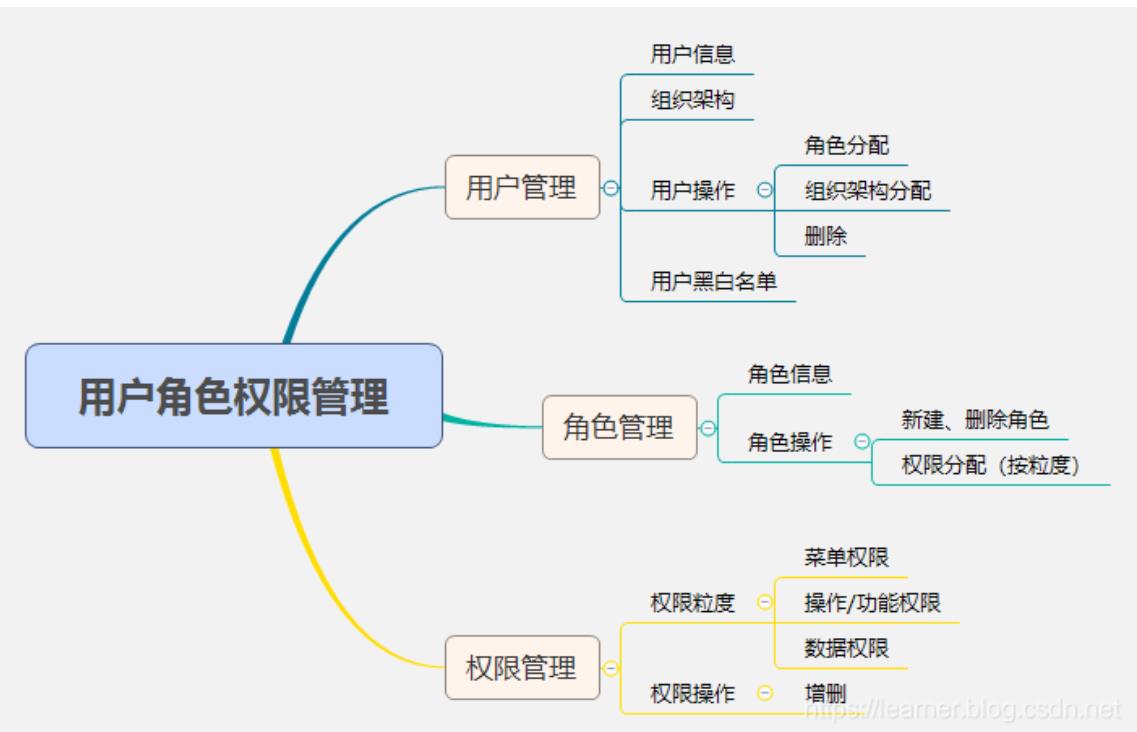 用户角色权限管理
用户管理
用户信息
组织架构
用户操作
角色分配
组织架构分配
删除
用户黑白名单
角色管理
角色信息
角色操作
新建、删除角色
权限分配（按粒度）
权限管理
权限粒度
菜单权限
操作/功能权限
数据权限
权限操作
增删
https://learner.blog.csdn.net